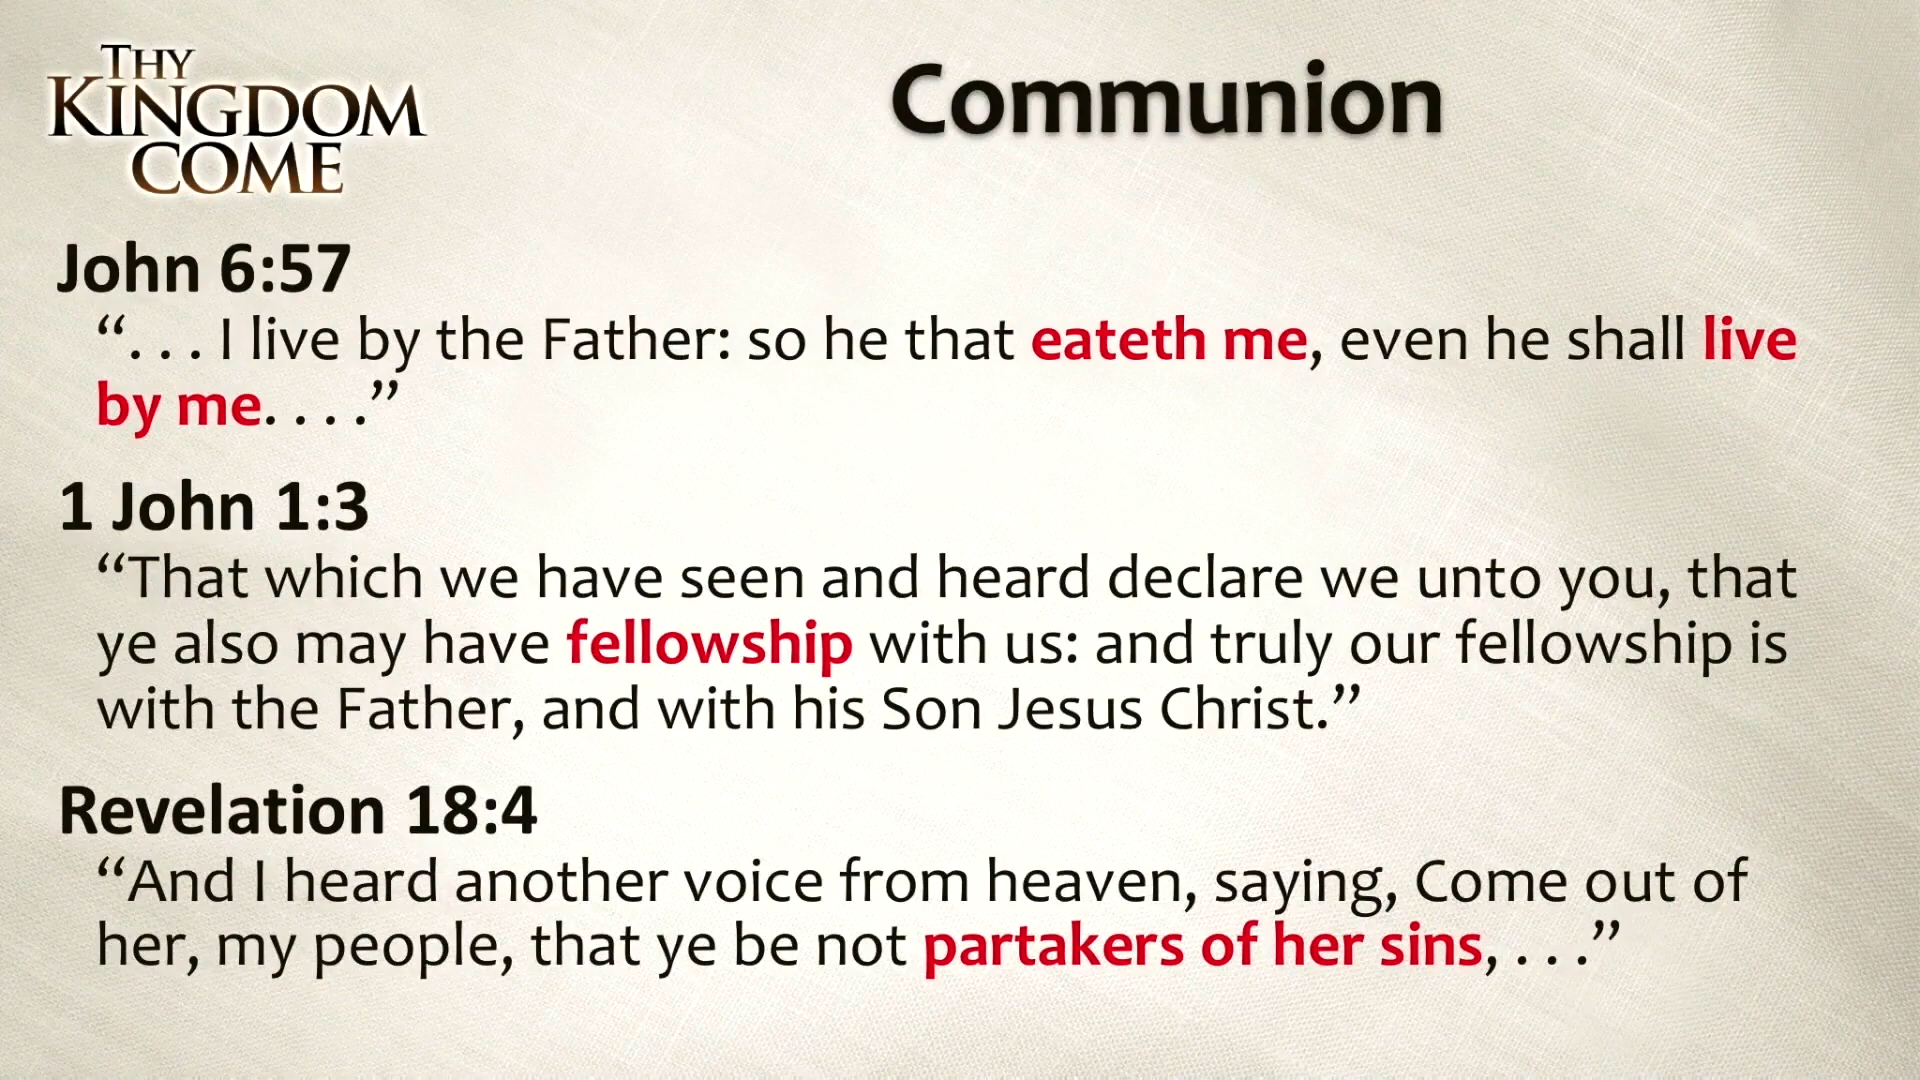 THY
KINGDOM
COME
Communion
John 6:57
“. . . I live by the Father: so he that eateth me, even he shall live
by me. . . .”
1 John 1:3
“That which we have seen and heard declare we unto you, that
ye also may have fellowship with us: and truly our fellowship is
with the Father, and with his Son Jesus Christ.”
Revelation 18:4
“And I heard another voice from heaven, saying, Come out of
her, my people, that ye be not partakers of her sins, . . .”